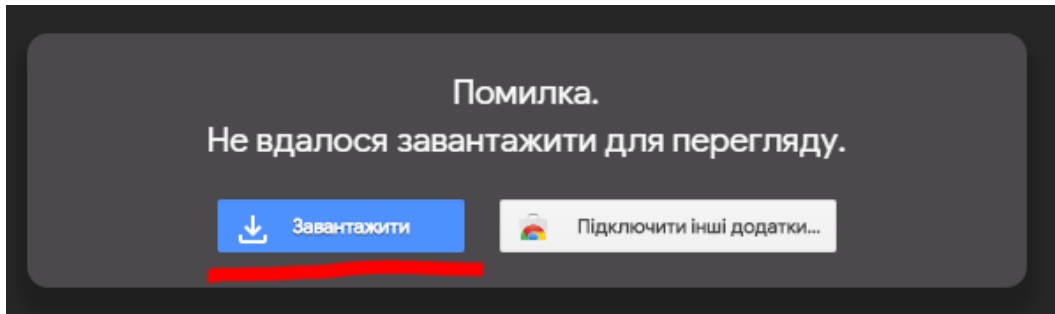 Помилка.
Не вдалося завантажити для перегляду.
Завантажити
Підключити інші додатки...